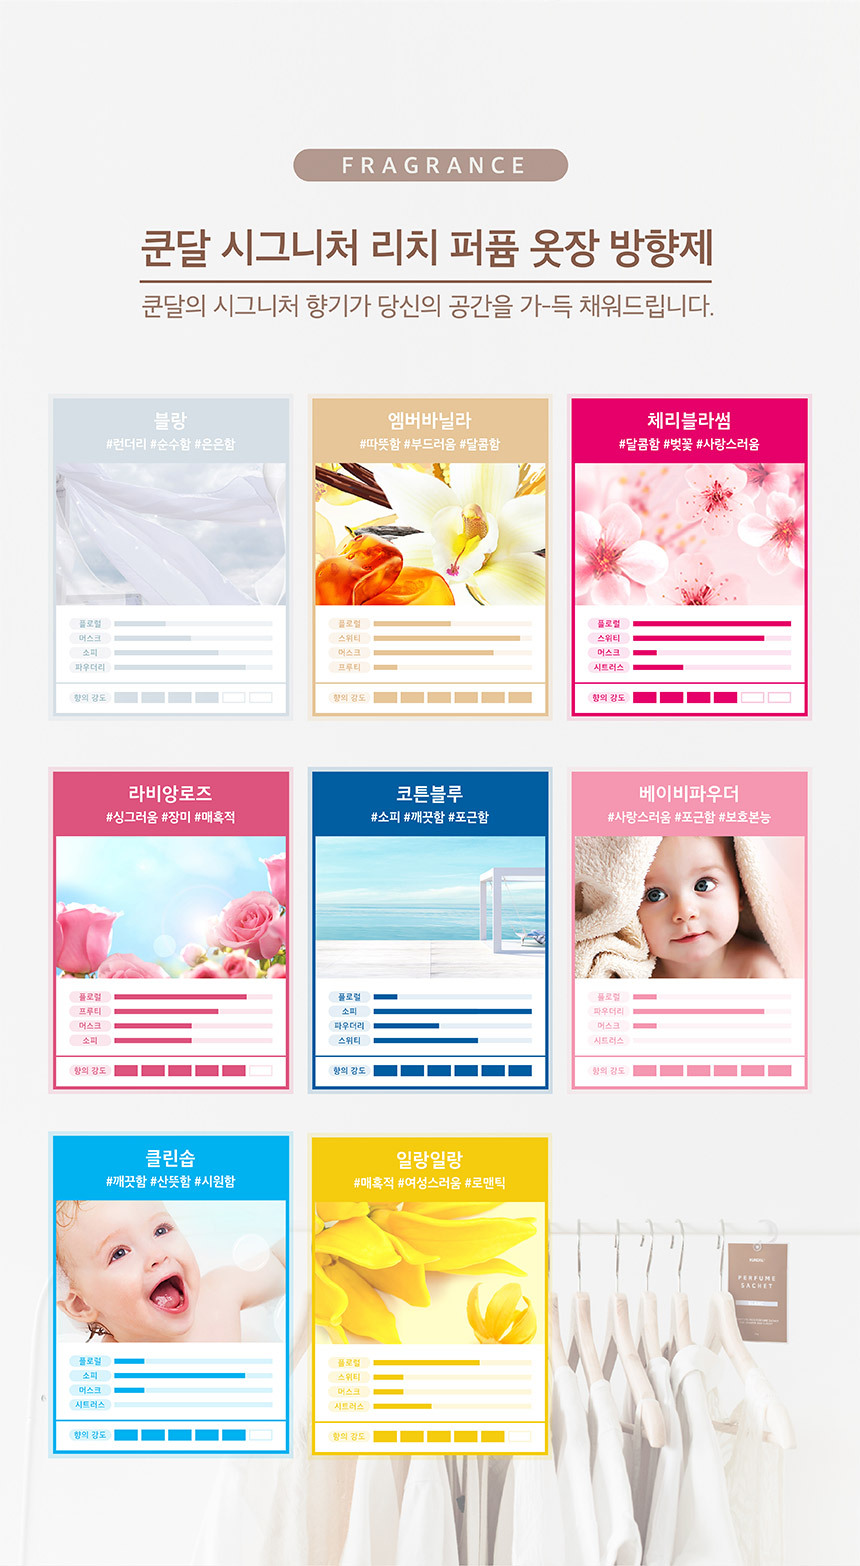 FRAGRANCE
쿤달 시그니처 리치 퍼퓸 옷장 방향제
쿤달의 시그니처 향기가 당신의 공간을 가-득 채워드립니다.
블랑
#런더리 #순수함 #은은함
플로럴
머스크
소피
파우더리
향의 강도
엠버바닐라
#따뜻함 #부드러움 #달콤함
플로럴
스위티
머스크
프루티
향의 강도
체리블라썸
#달콤함 #벚꽃 #사랑스러움
플로럴
스위티
머스크
시트러스
향의 강도
라비앙로즈
#싱그러움 #장미 #매혹적
플로럴
프루티
머스크
소피
향의 강도
코튼블루
#소피 #깨끗함 #포근함
플로럴
소피
파우더리
스위티
향의 강도
베이비파우더
#사랑스러움 #포근함 #보호본능
플로럴
파우더리
머스크
시트러스
향의 강도
클린솝
#깨끗함 #산뜻함 #시원함
플로럴
소피
머스크
시트러스
향의 강도
일랑일랑
#매혹적 #여성스러움 #로맨틱
플로럴
스위티
머스크
시트러스
향의 강도
PERFUME
SACHET